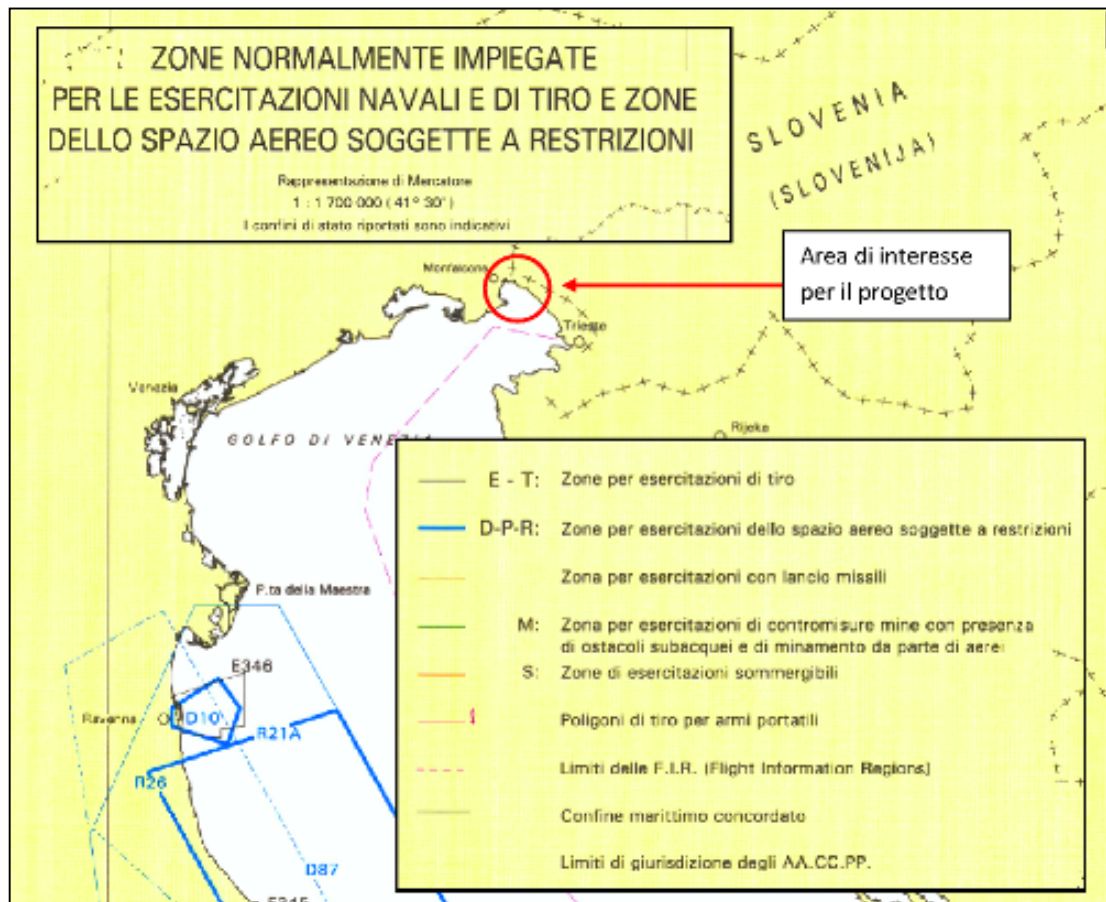 ZONE NORMALMENTE IMPIEGATE
PER LE ESERCITAZIONI NAVALI E DI TIRO E ZONE
DELLO SPAZIO AEREO SOGGETTE A RESTRIZIONI
Rappresentazione di Mercatore
1 : 1 700 000 ( 41° 30' )
I confini di stato riportati sono indicativi
SLOVENIA
(SLOVENIJA)
Area di interesse
per il progetto
Monfalcone
Trieste
Venezia
Rijeka
GOLFO DI VENEZIA
P.ta della Maestra
E346
Ravenna
D10
R21A
R26
D87
E345
E - T: Zone per esercitazioni di tiro
D-P-R: Zone per esercitazioni dello spazio aereo soggette a restrizioni
Zona per esercitazioni con lancio missili
M: Zona per esercitazioni di contromisure mine con presenza
di ostacoli subacquei e di minamento da parte di aerei
S: Zone di esercitazioni sommergibili
Poligoni di tiro per armi portatili
Limiti delle F.I.R. (Flight Information Regions)
Confine marittimo concordato
Limiti di giurisdizione degli AA.CC.PP.